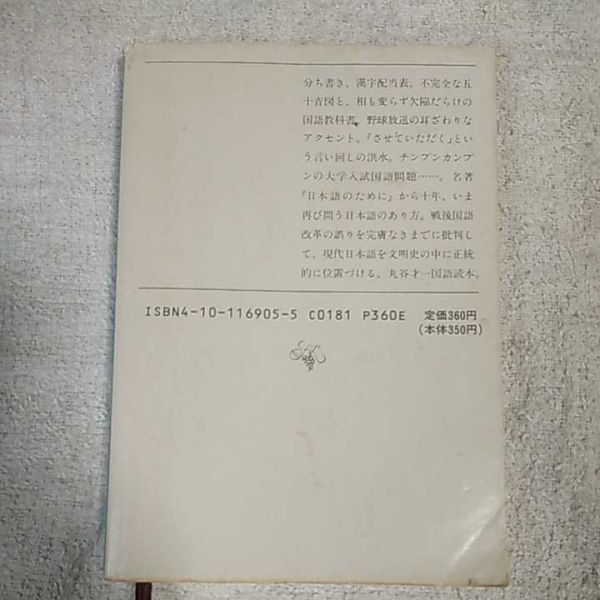 分ち書き、漢字配当表、不完全な五
十音図と、相も変らず欠陥だらけの
国語教科書。野球放送の耳ざわりな
アクセント、『させていただく』とい
う言い回しの洪水。チンプンカンプ
ンの大学入試国語問題……。名著
『日本語のために』から十年、いま
再び問う日本語のあり方。戦後国語
改革の誤りを完膚なきまでに批判し
て、現代日本語を文明史の中に正統
的に位置づける、丸谷才一国語読本。
ISBN4-10-116905-5 C0181 P360E 定価360円
(本体350円)